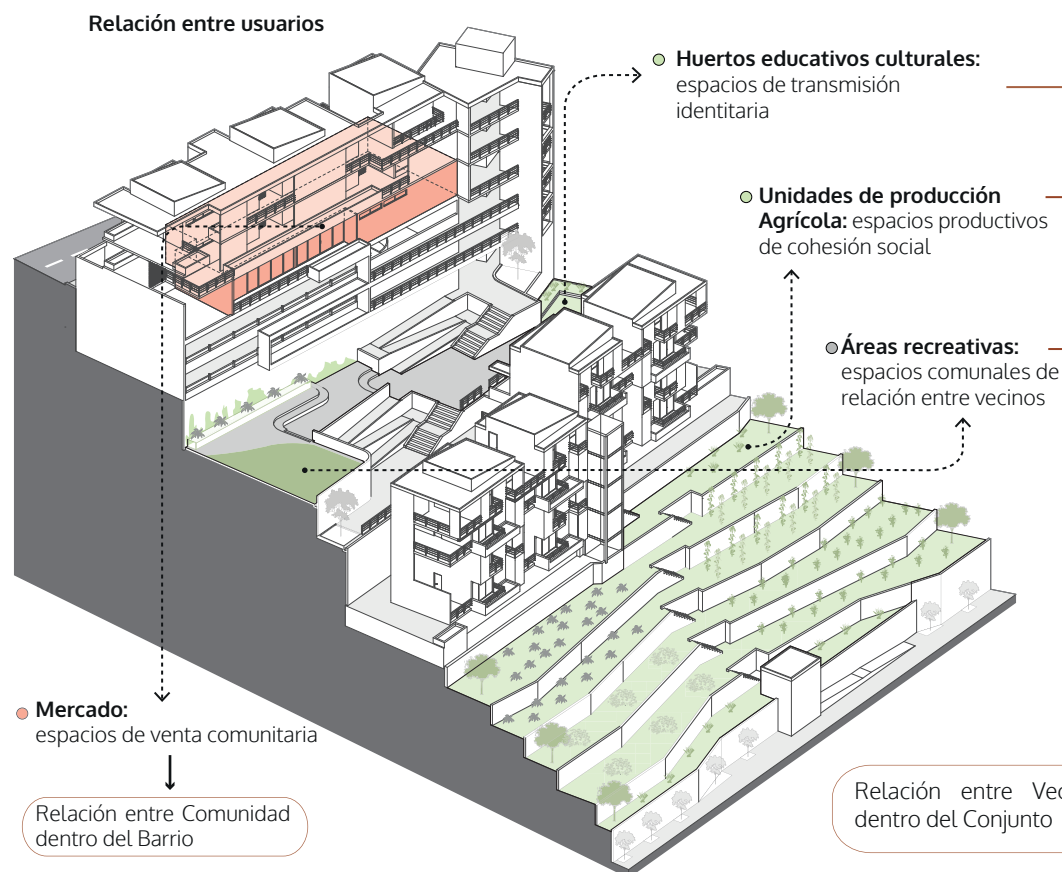 Relación entre usuarios
Huertos educativos culturales:
espacios de transmisión
identitaria
Unidades de producción
Agrícola: espacios productivos
de cohesión social
Áreas recreativas:
espacios comunales de
relación entre vecinos
Mercado:
espacios de venta comunitaria
Relación entre Comunidad
dentro del Barrio
Relación entre
dentro del Conjunto